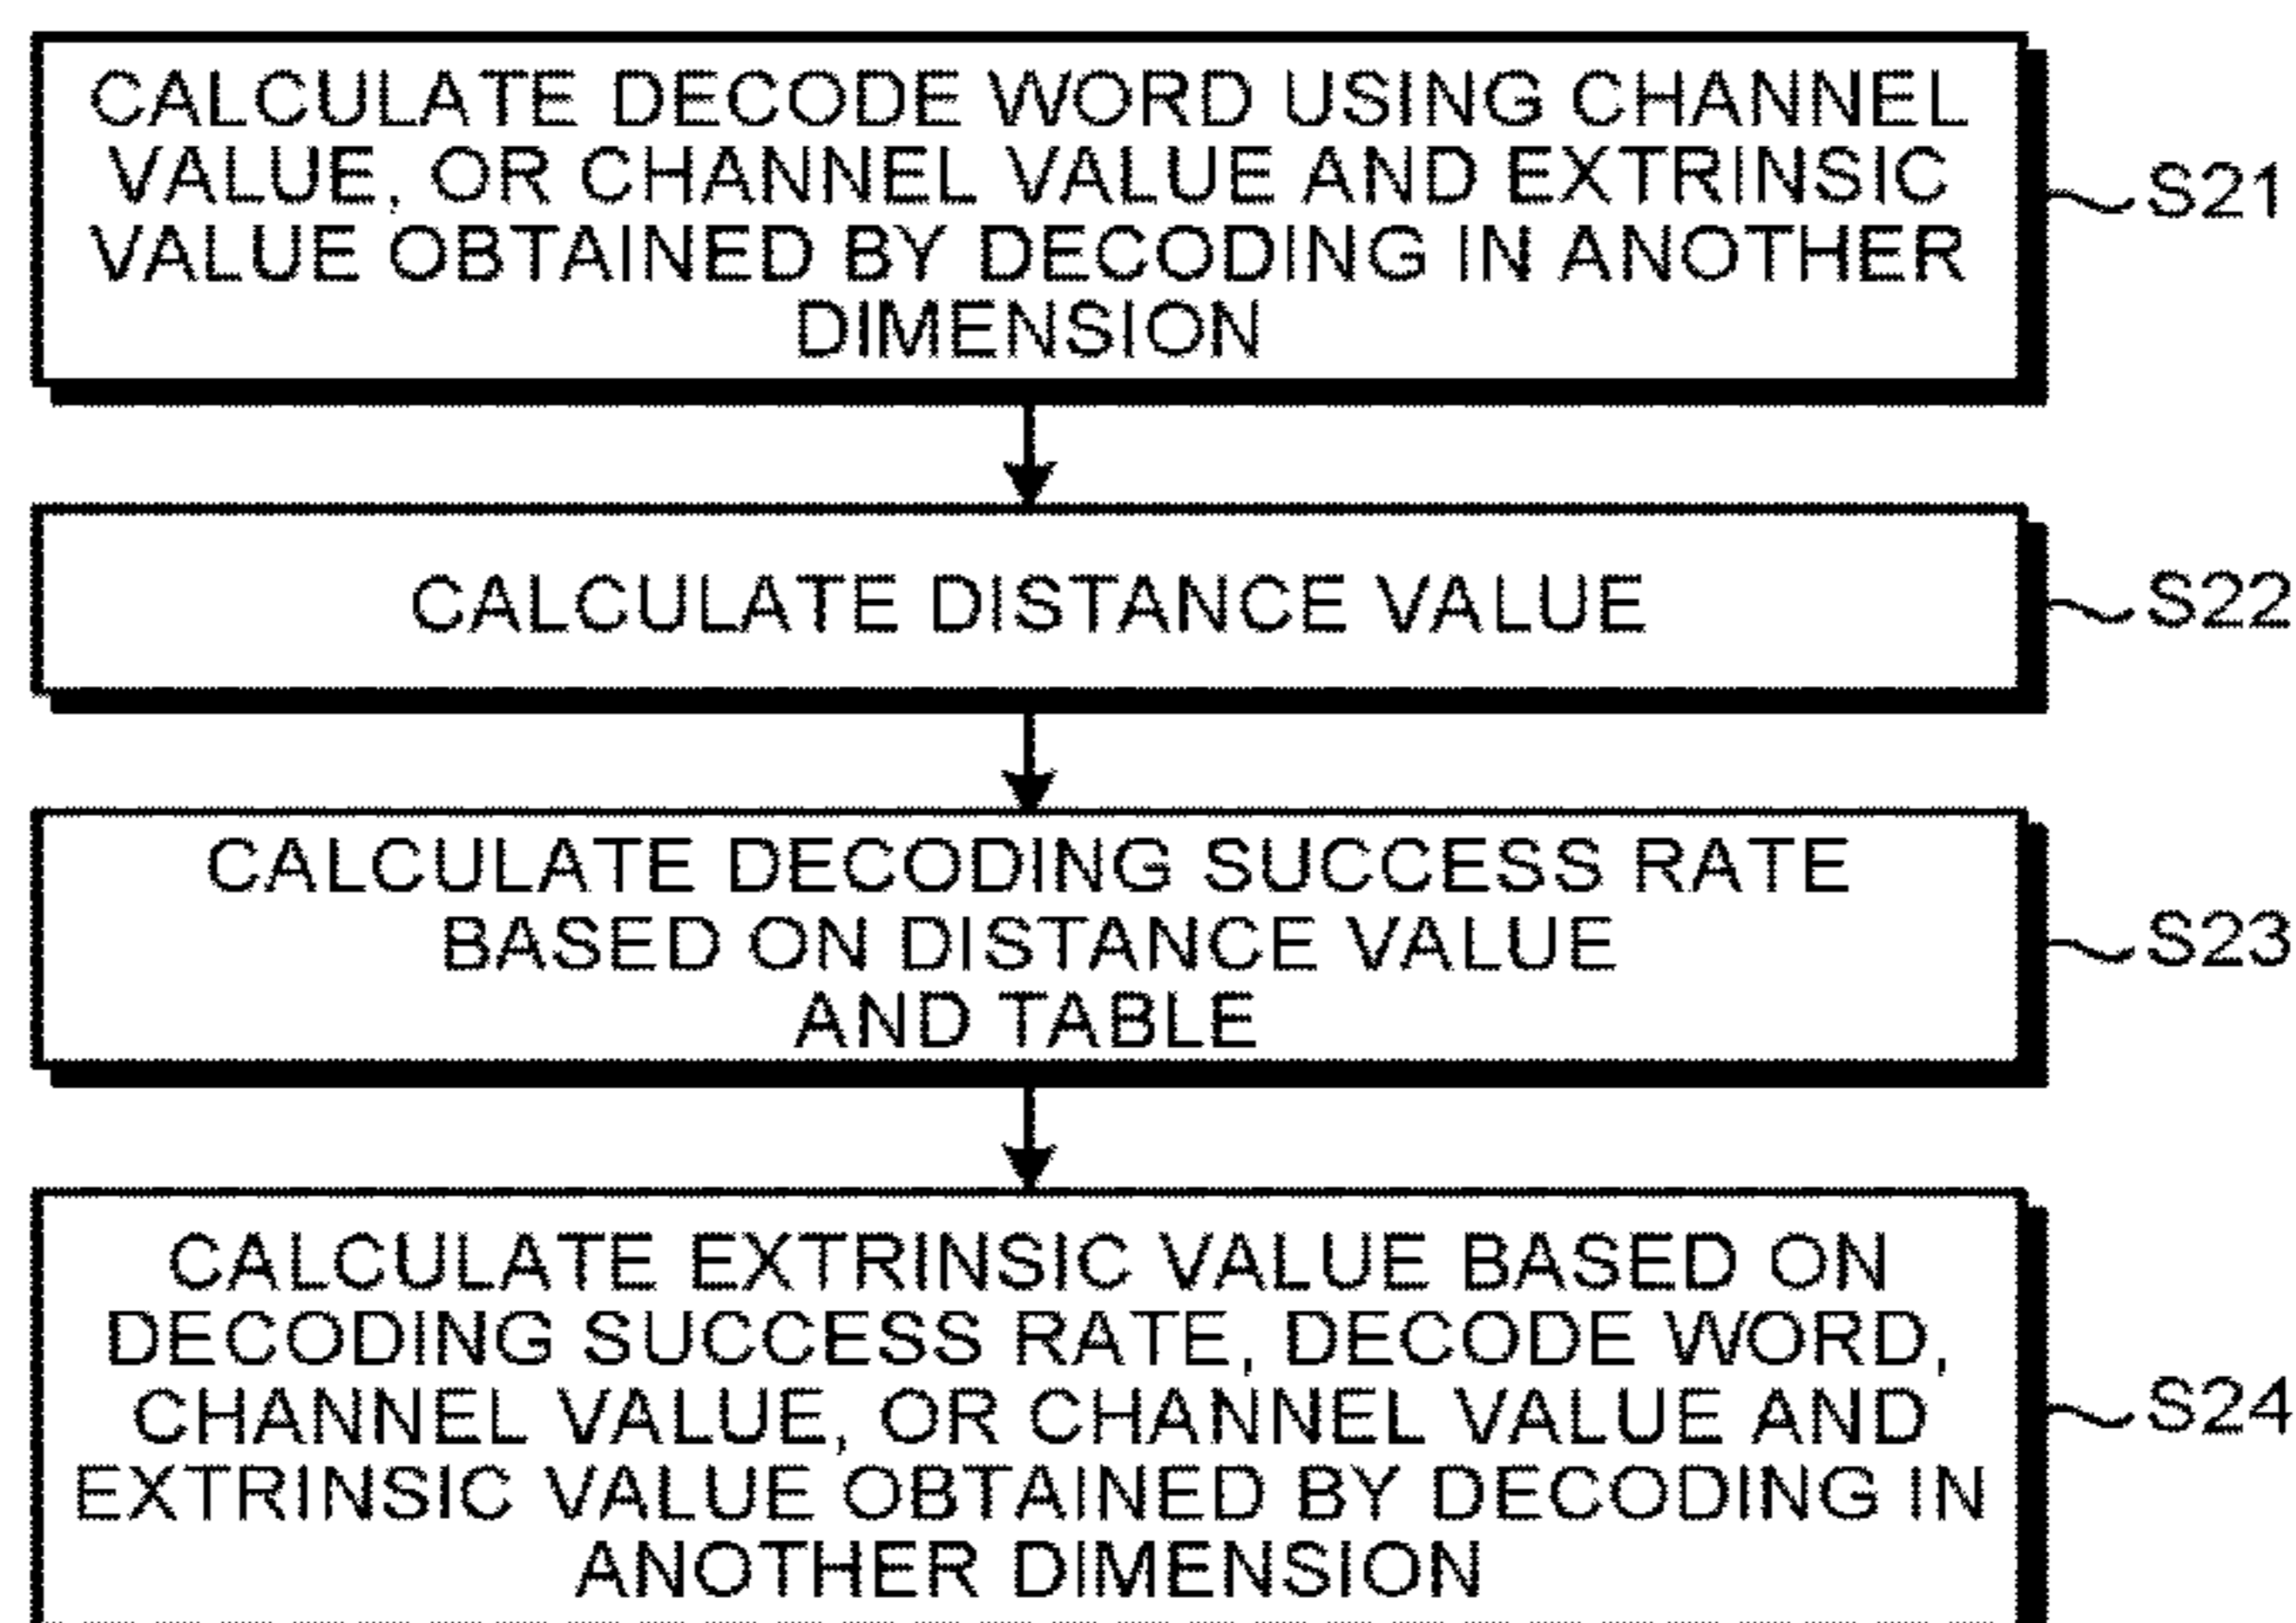 CALCULATE DECODE WORD USING CHANNEL
VALUE, OR CHANNEL VALUE AND EXTRINSIC
VALUE OBTAINED BY DECODING IN ANOTHER
DIMENSION
S21
CALCULATE DISTANCE VALUE
S22
CALCULATE DECODING SUCCESS RATE
BASED ON DISTANCE VALUE
AND TABLE
S23
CALCULATE EXTRINSIC VALUE BASED ON
DECODING SUCCESS RATE, DECODE WORD,
CHANNEL VALUE, OR CHANNEL VALUE AND
EXTRINSIC VALUE OBTAINED BY DECODING IN
ANOTHER DIMENSION
S24